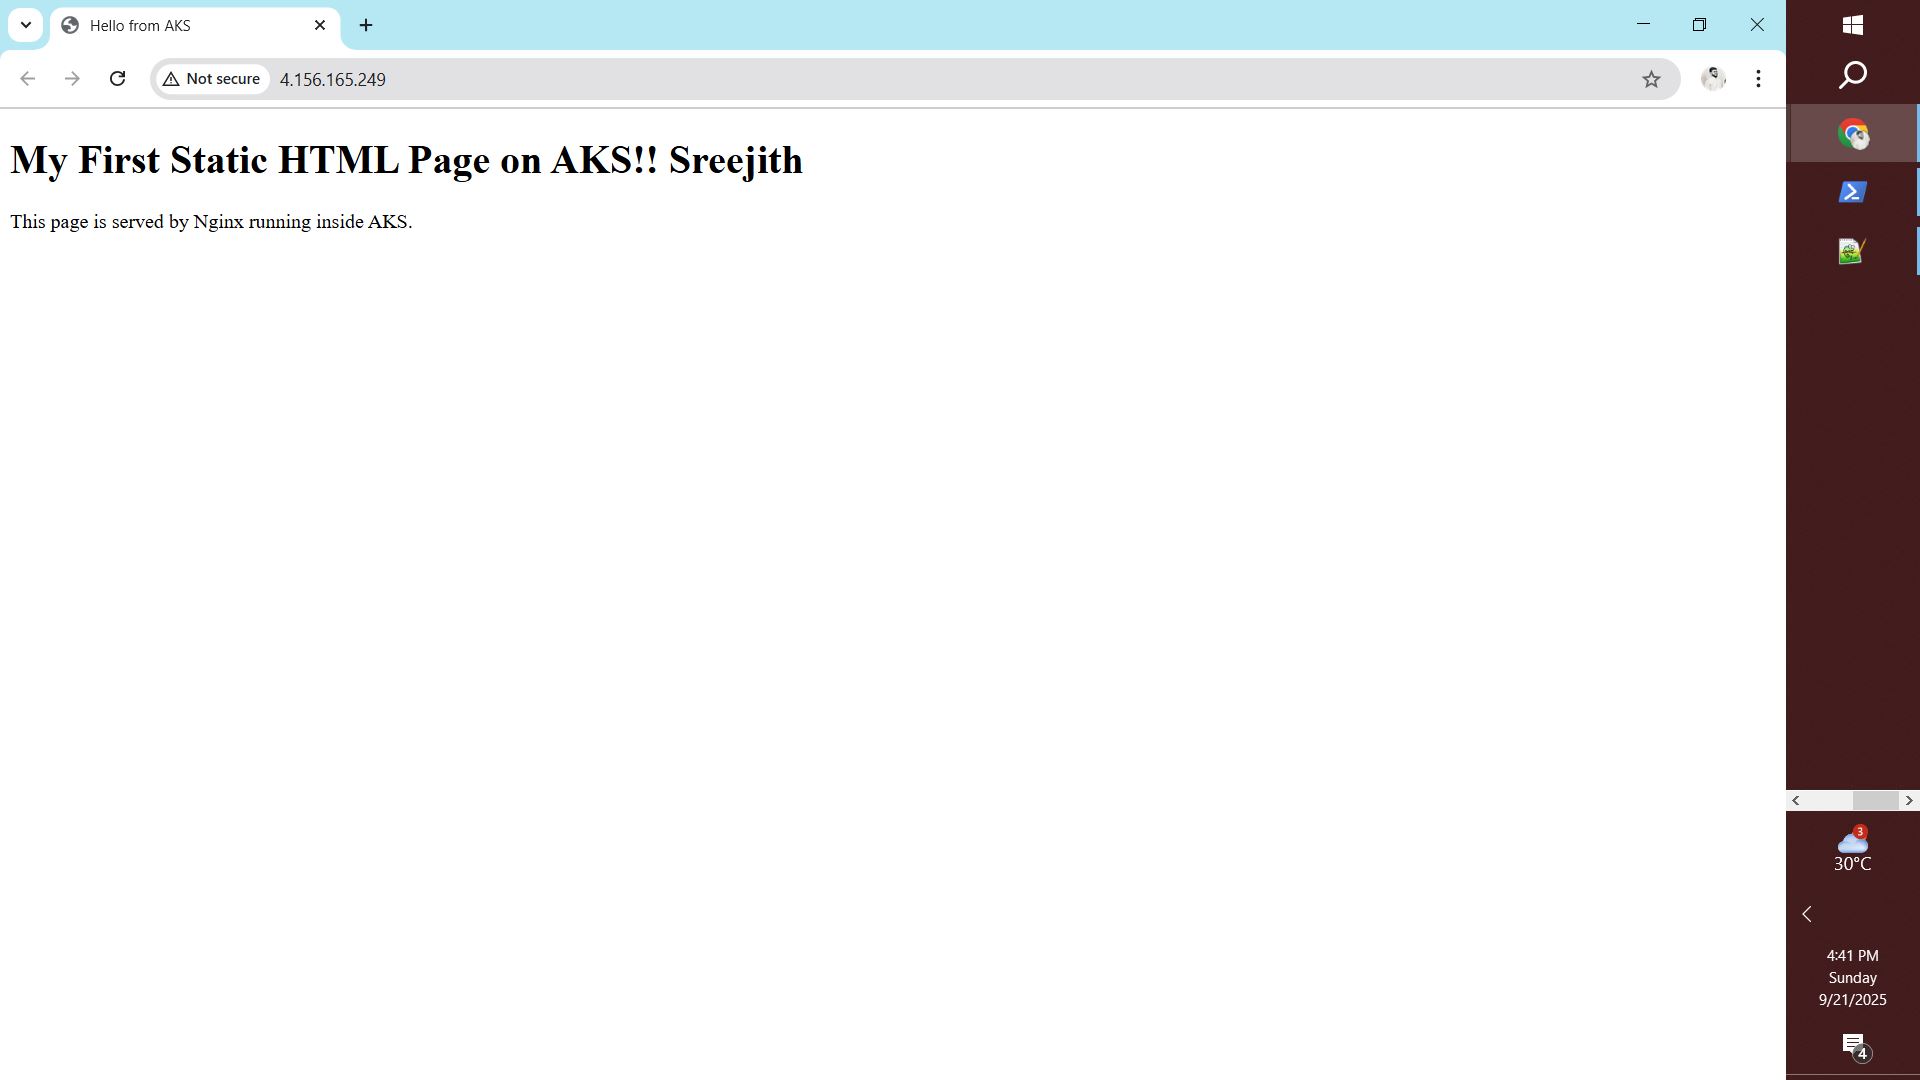 Hello from AKS
Not secure
4.156.165.249
My First Static HTML Page on AKS!! Sreejith
This page is served by Nginx running inside AKS.
3
30°C
4:41 PM
Sunday
9/21/2025
4